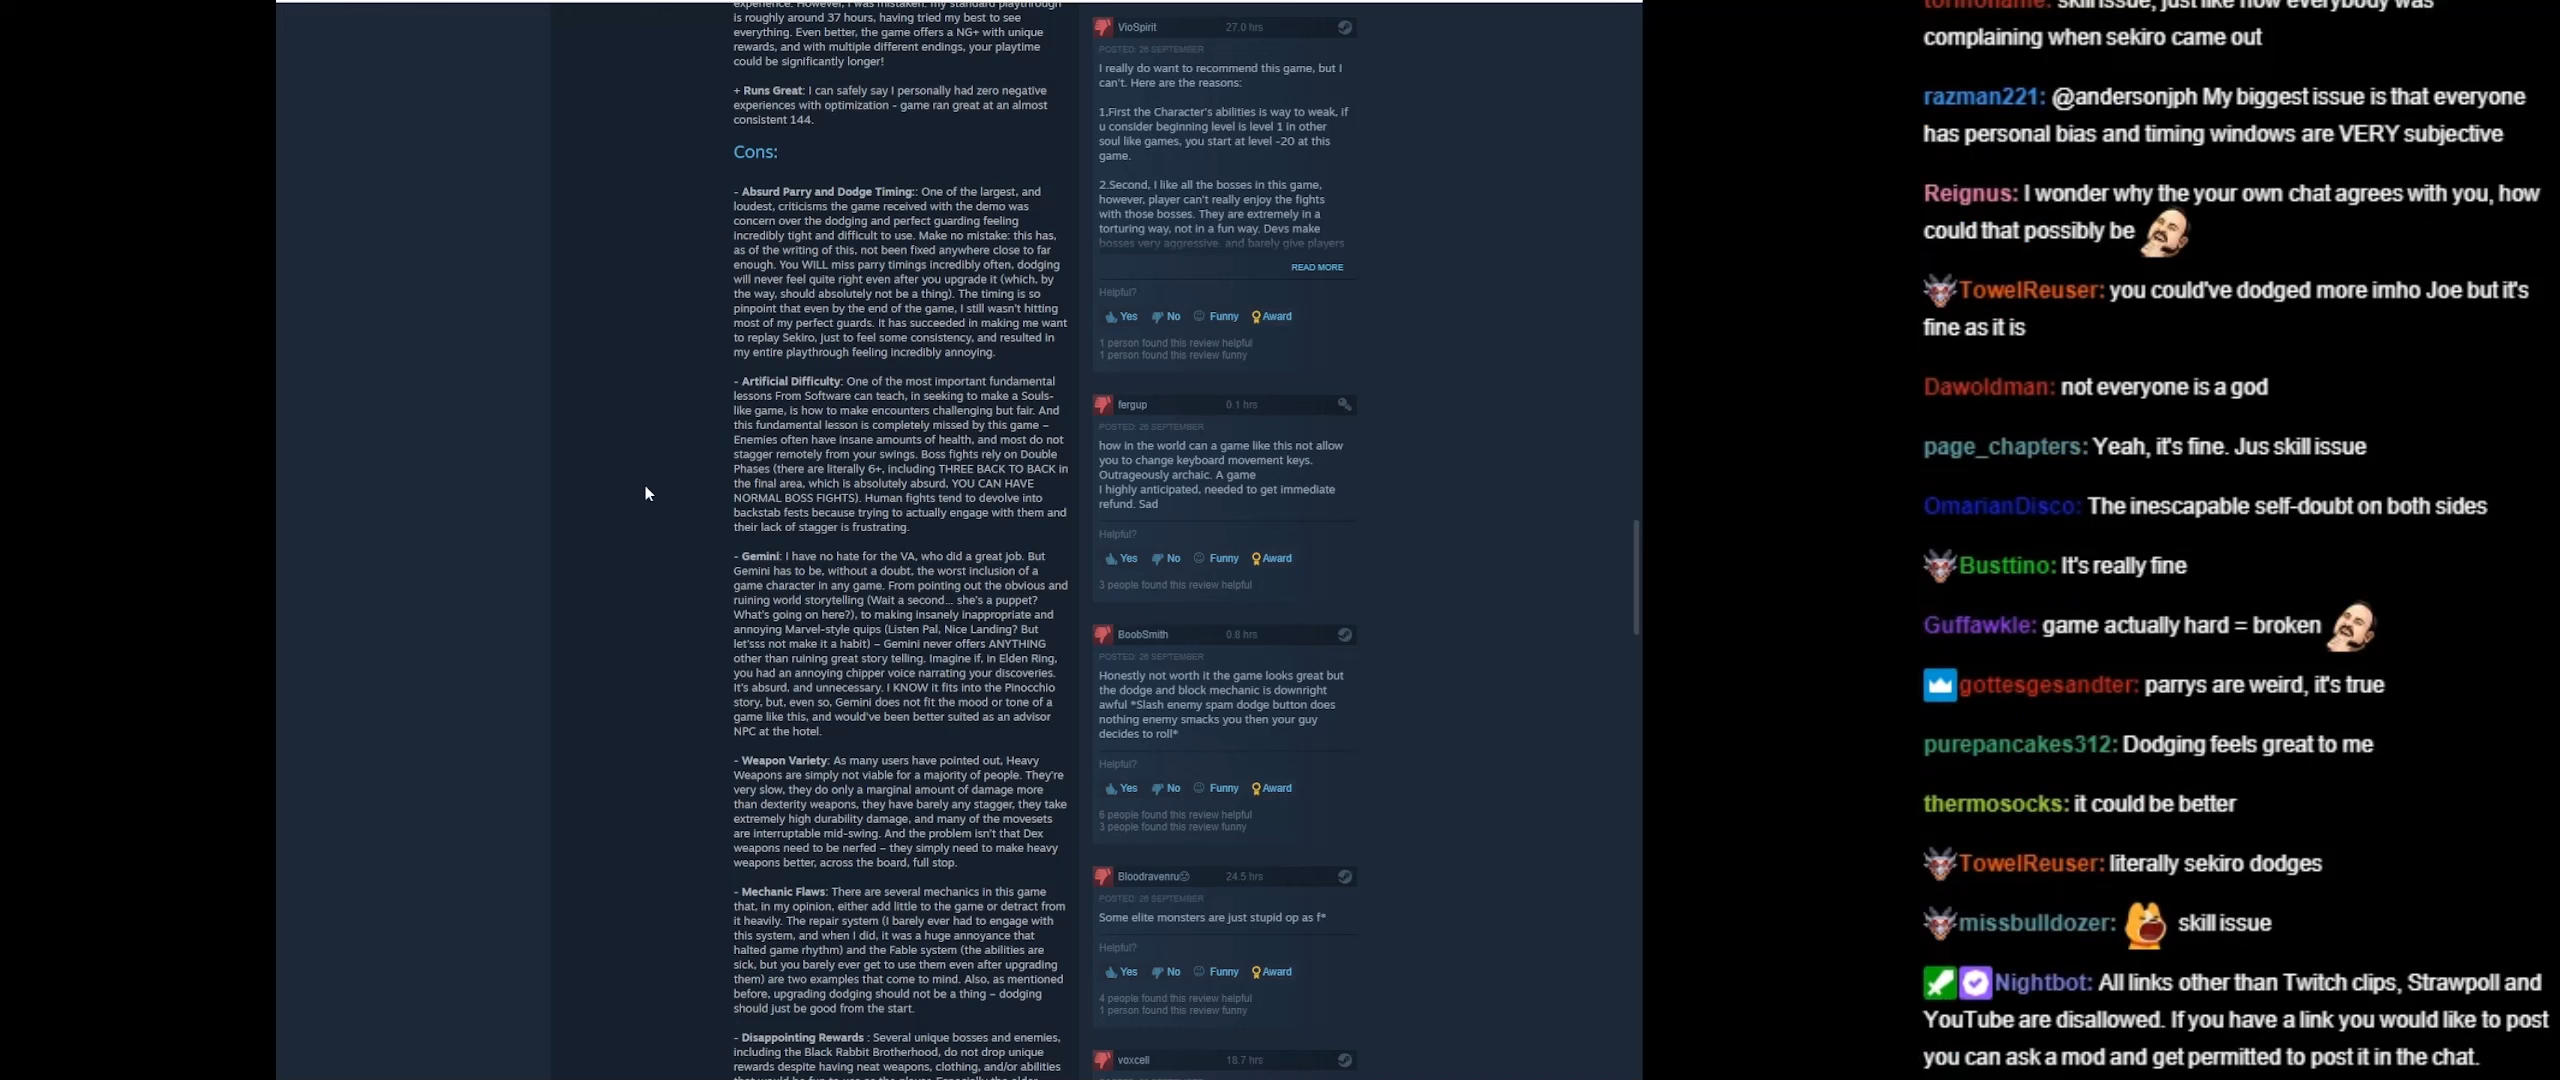 experience. However, I was mistaken: my standard playthrough
is roughly around 37 hours, having tried my best to see
everything. Even better, the game offers a NG+ with unique
rewards, and with multiple different endings, your playtime
could be significantly longer!
+ Runs Great: I can safely say I personally had zero negative
experiences with optimization - game ran great at an almost
consistent 144.
Cons:
- Absurd Parry and Dodge Timing:: One of the largest, and
loudest, criticisms the game received with the demo was
concern over the dodging and perfect guarding feeling
incredibly tight and difficult to use. Make no mistake: this has,
as of the writing of this, not been fixed anywhere close to far
enough. You WILL miss parry timings incredibly often, dodging
will never feel quite right even after you upgrade it (which, by
the way, should absolutely not be a thing). The timing is so
pinpoint that even by the end of the game, I still wasn't hitting
most of my perfect guards. It has succeeded in making me want
to replay Sekiro, just to feel some consistency, and resulted in
my entire playthrough feeling incredibly annoying.
- Artificial Difficulty: One of the most important fundamental
lessons From Software can teach, in seeking to make a Souls-
like game, is how to make encounters challenging but fair. And
this fundamental lesson is completely missed by this game –
Enemies often have insane amounts of health, and most do not
stagger remotely from your swings. Boss fights rely on Double
Phases (there are literally 6+, including THREE BACK TO BACK in
the final area, which is absolutely absurd, YOU CAN HAVE
NORMAL BOSS FIGHTS). Human fights tend to devolve into
backstab fests because trying to actually engage with them and
their lack of stagger is frustrating.
- Gemini: I have no hate for the VA, who did a great job. But
Gemini has to be, without a doubt, the worst inclusion of a
game character in any game. From pointing out the obvious and
ruining world storytelling (Wait a second... she's a puppet?
What's going on here?), to making insanely inappropriate and
annoying Marvel-style quips (Listen Pal, Nice Landing? But
let'sss not make it a habit) – Gemini never offers ANYTHING
other than ruining great story telling. Imagine if, in Elden Ring,
you had an annoying chipper voice narrating your discoveries.
It's absurd, and unnecessary. I KNOW it fits into the Pinocchio
story, but, even so, Gemini does not fit the mood or tone of a
game like this, and would've been better suited as an advisor
NPC at the hotel.
- Weapon Variety: As many users have pointed out, Heavy
Weapons are simply not viable for a majority of people. They're
very slow, they do only a marginal amount of damage more
than dexterity weapons, they have barely any stagger, they take
extremely high durability damage, and many of the movesets
are interruptable mid-swing. And the problem isn't that Dex
weapons need to be nerfed – they simply need to make heavy
weapons better, across the board, full stop.
- Mechanic Flaws: There are several mechanics in this game
that, in my opinion, either add little to the game or detract from
it heavily. The repair system (I barely ever had to engage with
this system, and when I did, it was a huge annoyance that
halted game rhythm) and the Fable system (the abilities are
sick, but you barely ever get to use them even after upgrading
them) are two examples that come to mind. Also, as mentioned
before, upgrading dodging should not be a thing – dodging
should just be good from the start.
- Disappointing Rewards : Several unique bosses and enemies,
including the Black Rabbit Brotherhood, do not drop unique
rewards despite having neat weapons, clothing, and/or abilities
VioSpirit 27.0 hrs
POSTED: 26 SEPTEMBER
I really do want to recommend this game, but I
can't. Here are the reasons:
1,First the Character's abilities is way to weak, if
u consider beginning level is level 1 in other
soul like games, you start at level -20 at this
game.
2.Second, I like all the bosses in this game,
however, player can't really enjoy the fights
with those bosses. They are extremely in a
torturing way, not in a fun way. Devs make
bosses very aggressive, and barely give players
READ MORE
Helpful?
Yes No Funny Award
1 person found this review helpful
1 person found this review funny
fergup 0.1 hrs
POSTED: 26 SEPTEMBER
how in the world can a game like this not allow
you to change keyboard movement keys.
Outrageously archaic. A game
I highly anticipated, needed to get immediate
refund. Sad
Helpful?
Yes No Funny Award
3 people found this review helpful
BoobSmith 0.8 hrs
POSTED: 26 SEPTEMBER
Honestly not worth it the game looks great but
the dodge and block mechanic is downright
awful *Slash enemy spam dodge button does
nothing enemy smacks you then your guy
decides to roll*
Helpful?
Yes No Funny Award
6 people found this review helpful
3 people found this review funny
Bloodravenru 24.5 hrs
POSTED: 26 SEPTEMBER
Some elite monsters are just stupid op as f*
Helpful?
Yes No Funny Award
4 people found this review helpful
1 person found this review funny
voxcell 18.7 hrs
skill issue, just like how everybody was
complaining when sekiro came out
razman221: @andersonjph My biggest issue is that everyone
has personal bias and timing windows are VERY subjective
Reignus: I wonder why the your own chat agrees with you, how
could that possibly be
TowelReuser: you could've dodged more imho Joe but it's
fine as it is
Dawoldman: not everyone is a god
page_chapters: Yeah, it's fine. Jus skill issue
OmarianDisco: The inescapable self-doubt on both sides
Busttino: It's really fine
Guffawkle: game actually hard = broken
gottesgesandter: parrys are weird, it's true
purepancakes312: Dodging feels great to me
thermosocks: it could be better
TowelReuser: literally sekiro dodges
missbulldozer: skill issue
Nightbot: All links other than Twitch clips, Strawpoll and
YouTube are disallowed. If you have a link you would like to post
you can ask a mod and get permitted to post it in the chat.